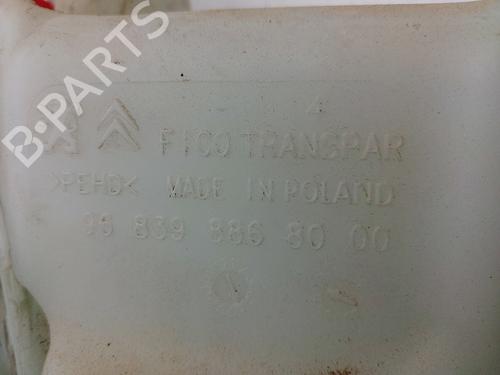 B-PARTS
F100 TRANSPAR
>PEHD< MADE IN POLAND
96 839 886 80 00